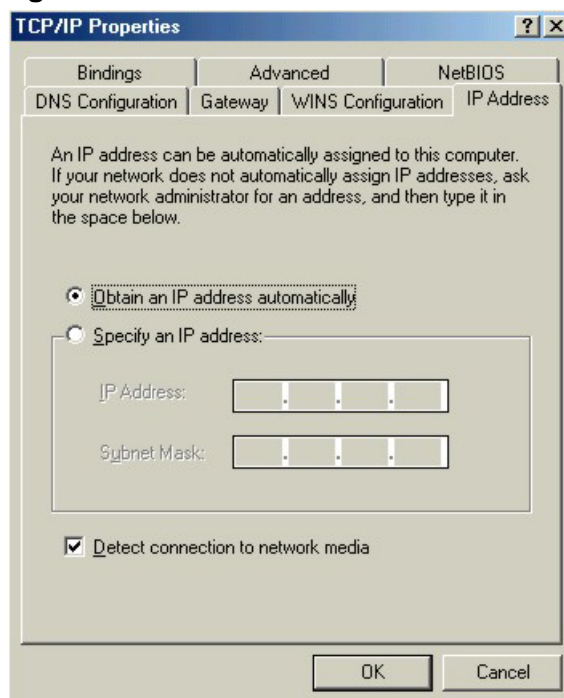 TCP/IP Properties
Bindings Advanced NetBIOS
DNS Configuration Gateway WINS Configuration IP Address
An IP address can be automatically assigned to this computer.
If your network does not automatically assign IP addresses, ask
your network administrator for an address, and then type it in
the space below.
Obtain an IP address automatically
Specify an IP address:
IP Address:
. . .
Subnet Mask:
. . .
Detect connection to network media
OK Cancel